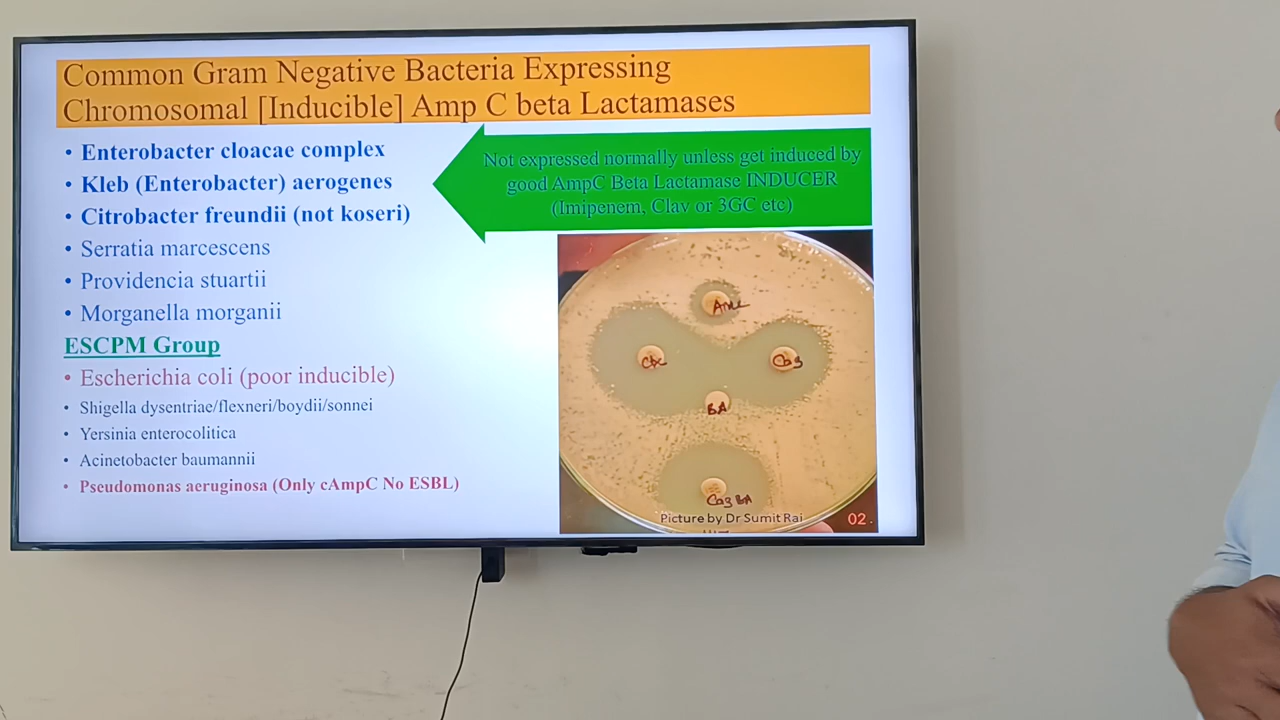 Common Gram Negative Bacteria Expressing
Chromosomal [Inducible] Amp C beta Lactamases
• Enterobacter cloacae complex
• Kleb (Enterobacter) aerogenes
• Citrobacter freundii (not koseri)
• Serratia marcescens
• Providencia stuartii
• Morganella morganii
ESCPM Group
• Escherichia coli (poor inducible)
• Shigella dysentriae/flexneri/boydii/sonnei
• Yersinia enterocolitica
• Acinetobacter baumannii
• Pseudomonas aeruginosa (Only cAmpC No ESBL)
Not expressed normally unless get induced by
good AmpC Beta Lactamase INDUCER
(Imipenem, Clav or 3GC etc)
BA
Picture by Dr Sumit Rai
02